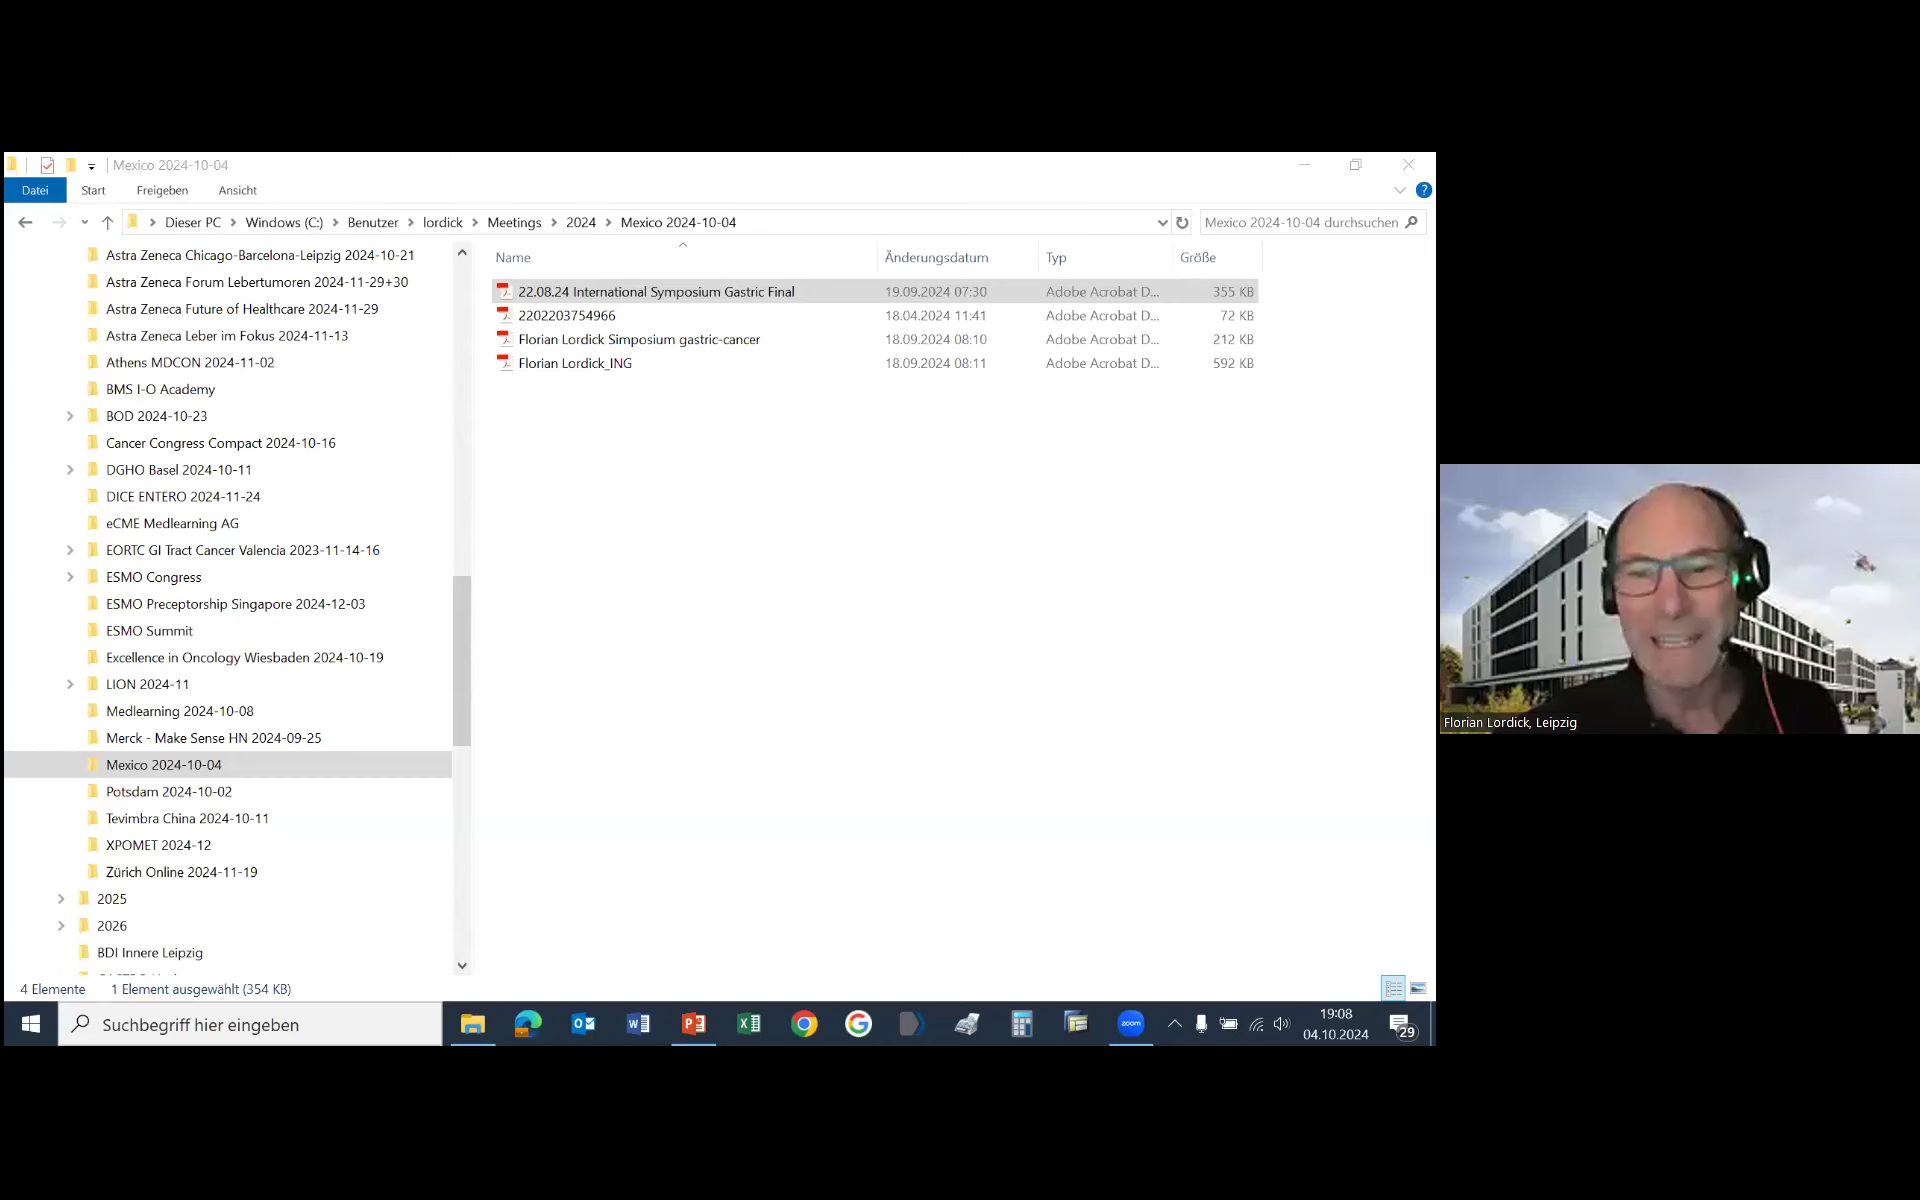 Mexico 2024-10-04
Datei Start Freigeben Ansicht
Dieser PC Windows (C:) Benutzer lordick Meetings 2024 Mexico 2024-10-04
Mexico 2024-10-04 durchsuchen
Astra Zeneca Chicago-Barcelona-Leipzig 2024-10-21
Astra Zeneca Forum Lebertumoren 2024-11-29+30
Astra Zeneca Future of Healthcare 2024-11-29
Astra Zeneca Leber im Fokus 2024-11-13
Athens MDCON 2024-11-02
BMS I-O Academy
BOD 2024-10-23
Cancer Congress Compact 2024-10-16
DGHO Basel 2024-10-11
DICE ENTERO 2024-11-24
eCME Medlearning AG
EORTC GI Tract Cancer Valencia 2023-11-14-16
ESMO Congress
ESMO Preceptorship Singapore 2024-12-03
ESMO Summit
Excellence in Oncology Wiesbaden 2024-10-19
LION 2024-11
Medlearning 2024-10-08
Merck - Make Sense HN 2024-09-25
Mexico 2024-10-04
Potsdam 2024-10-02
Tevimbra China 2024-10-11
XPOMET 2024-12
Zürich Online 2024-11-19
2025
2026
BDI Innere Leipzig
Name Änderungsdatum Typ Größe
22.08.24 International Symposium Gastric Final 19.09.2024 07:30 Adobe Acrobat D... 355 KB
2202203754966 18.04.2024 11:41 Adobe Acrobat D... 72 KB
Florian Lordick Simposium gastric-cancer 18.09.2024 08:10 Adobe Acrobat D... 212 KB
Florian Lordick_ING 18.09.2024 08:11 Adobe Acrobat D... 592 KB
Florian Lordick, Leipzig
4 Elemente 1 Element ausgewählt (354 KB)
Suchbegriff hier eingeben
zoom
19:08
04.10.2024
29